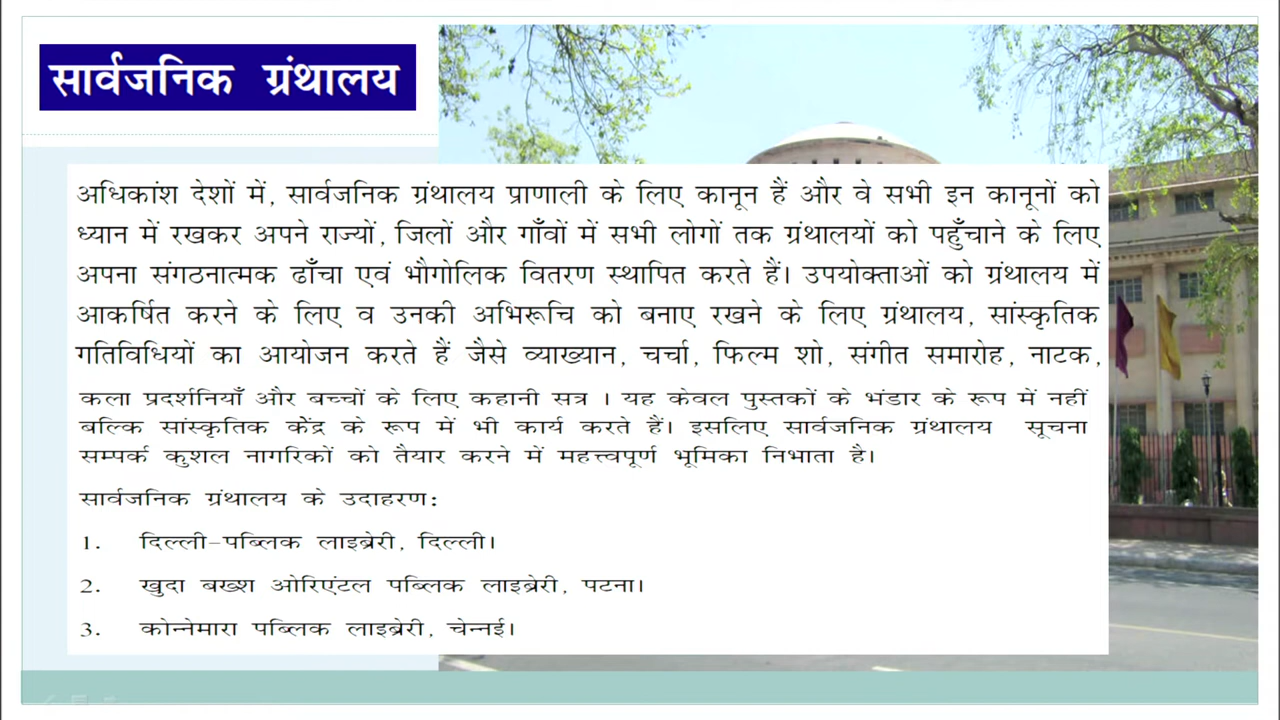 सार्वजनिक ग्रंथालय
अधिकांश देशों में, सार्वजनिक ग्रंथालय प्राणाली के लिए कानून हैं और वे सभी इन कानूनों को
ध्यान में रखकर अपने राज्यों, जिलों और गाँवों में सभी लोगों तक ग्रंथालयों को पहुँचाने के लिए
अपना संगठनात्मक ढाँचा एवं भौगोलिक वितरण स्थापित करते हैं। उपयोक्ताओं को ग्रंथालय में
आकर्षित करने के लिए व उनकी अभिरूचि को बनाए रखने के लिए ग्रंथालय, सांस्कृतिक
गतिविधियों का आयोजन करते हैं जैसे व्याख्यान, चर्चा, फिल्म शो, संगीत समारोह, नाटक,
कला प्रदर्शनियाँ और बच्चों के लिए कहानी सत्र । यह केवल पुस्तकों के भंडार के रूप में नहीं
बल्कि सांस्कृतिक केंद्र के रूप में भी कार्य करते हैं। इसलिए सार्वजनिक ग्रंथालय सूचना
सम्पर्क कुशल नागरिकों को तैयार करने में महत्त्वपूर्ण भूमिका निभाता है।
सार्वजनिक ग्रंथालय के उदाहरण:
1. दिल्ली-पब्लिक लाइब्रेरी, दिल्ली।
2. खुदा बख्श ओरिएंटल पब्लिक लाइब्रेरी, पटना।
3. कोन्नेमारा पब्लिक लाइब्रेरी, चेन्नई।